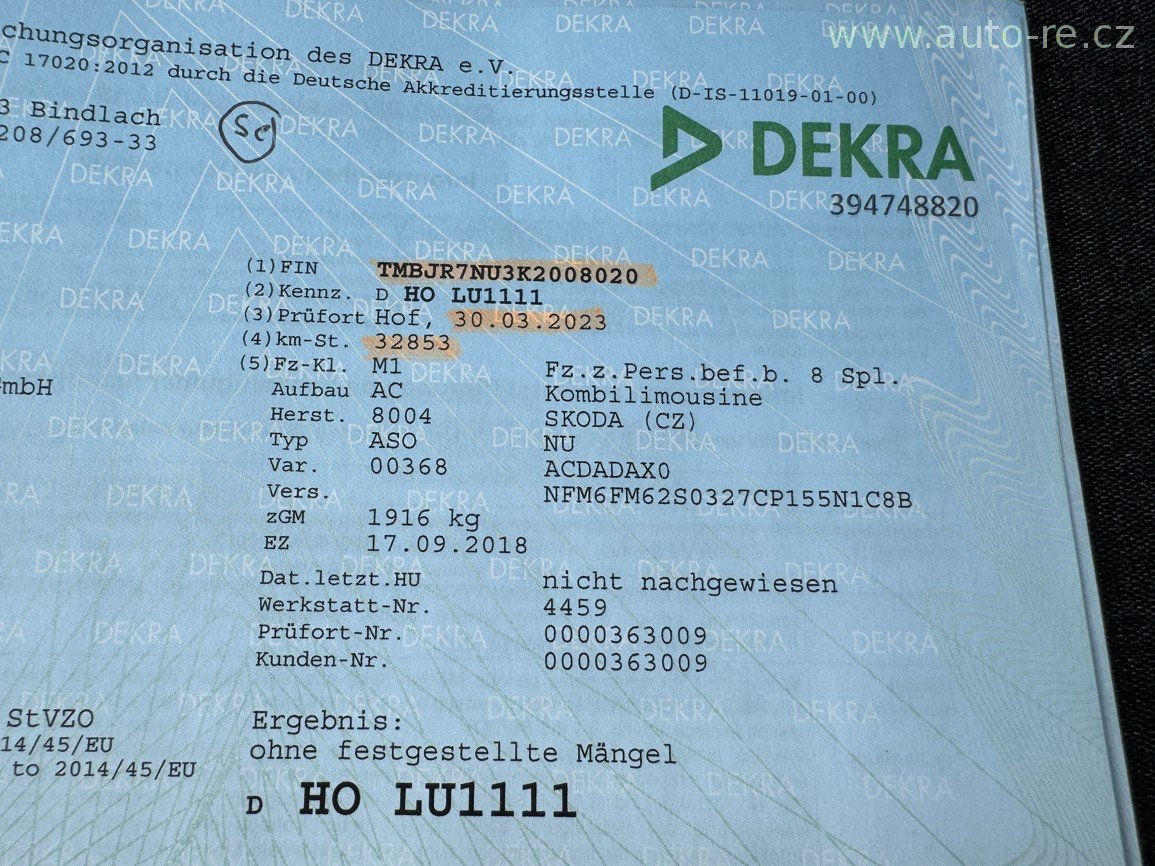 www.auto-re.cz
chungsorganisation des DEKRA e.V.
C 17020:2012 durch die Deutsche Akkreditierungsstelle (D-IS-11019-01-00)
3 Bindlach
208/693-33
DEKRA
394748820
(1) FIN TMBJR7NU3K2008020
(2) Kennz. D HO LU1111
(3) Prüfort Hof, 30.03.2023
(4) km-St. 32853
(5) Fz-Kl. M1 Fz.z.Pers.bef.b. 8 Spl.
mbH
Aufbau AC Kombilimousine
Herst. 8004 SKODA (CZ)
Typ ASO NU
Var. 00368 ACDADAX0
Vers. NFM6FM62S0327CP155N1C8B
zGM 1916 kg
EZ 17.09.2018
Dat.letzt.HU nicht nachgewiesen
Werkstatt-Nr. 4459
Prüfort-Nr. 0000363009
Kunden-Nr. 0000363009
StVZO
14/45/EU
to 2014/45/EU
Ergebnis:
ohne festgestellte Mängel
D HO LU1111